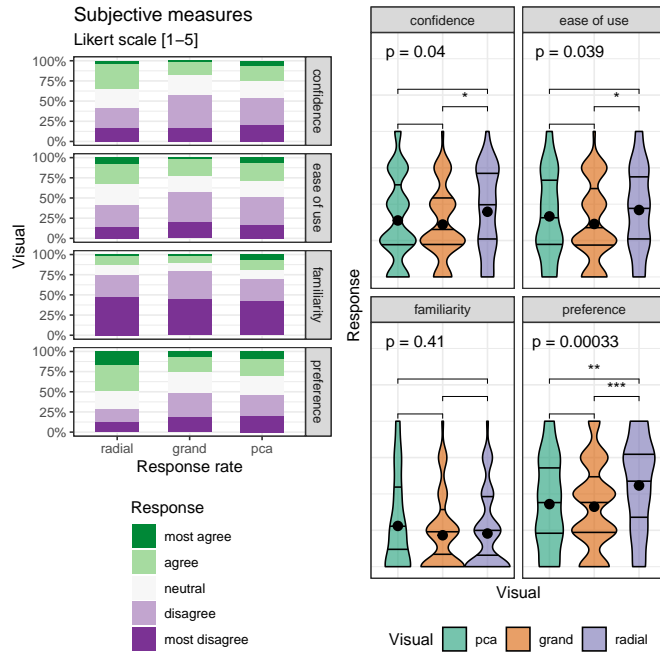 Subjective measures
Likert scale [1−5]
Visual
100%
75%
50%
25%
0%
confidence
100%
75%
50%
25%
0%
ease of use
100%
75%
50%
25%
0%
familiarity
100%
75%
50%
25%
0%
preference
radial grand pca
Response rate
Response
most agree
agree
neutral
disagree
most disagree
confidence
p = 0.04
*
ease of use
p = 0.039
*
Response
familiarity
p = 0.41
preference
p = 0.00033
**
***
Visual
Visual pca grand radial